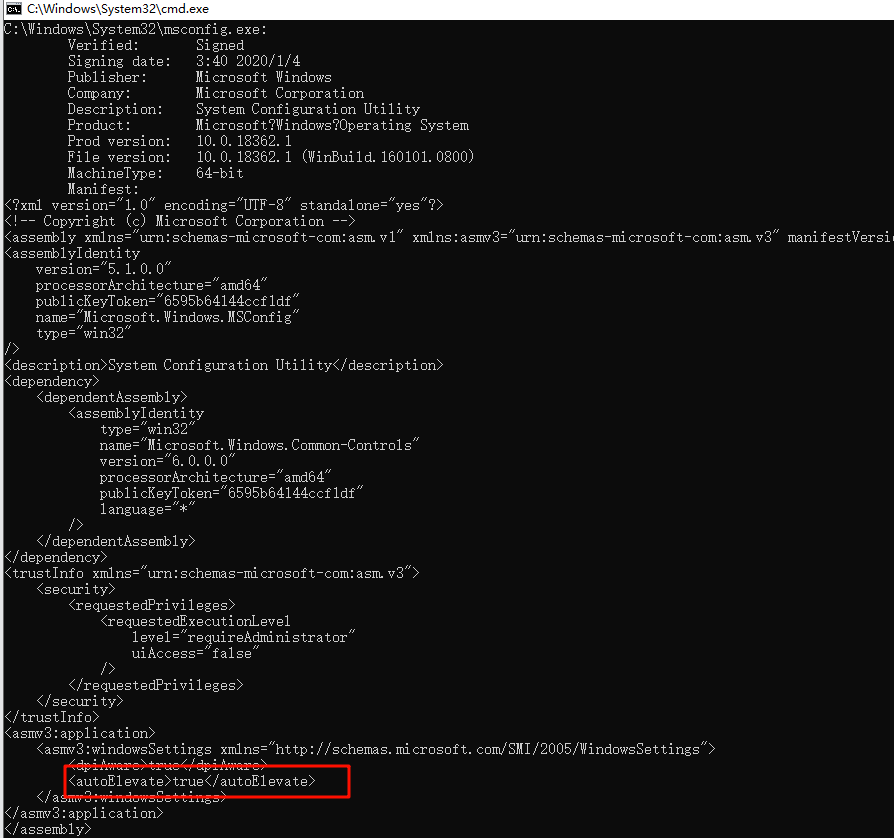 C:\Windows\System32\cmd.exe
C:\Windows\System32\msconfig.exe:
Verified: Signed
Signing date: 3:40 2020/1/4
Publisher: Microsoft Windows
Company: Microsoft Corporation
Description: System Configuration Utility
Product: Microsoft?Windows?Operating System
Prod version: 10.0.18362.1
File version: 10.0.18362.1 (WinBuild.160101.0800)
MachineType: 64-bit
Manifest:
<?xml version="1.0" encoding="UTF-8" standalone="yes"?>
<!-- Copyright (c) Microsoft Corporation -->
<assembly xmlns="urn:schemas-microsoft-com:asm.v1" xmlns:asmv3="urn:schemas-microsoft-com:asm.v3" manifestVersi
<assemblyIdentity
version="5.1.0.0"
processorArchitecture="amd64"
publicKeyToken="6595b64144ccf1df"
name="Microsoft.Windows.MSConfig"
type="win32"
/>
<description>System Configuration Utility</description>
<dependency>
<dependentAssembly>
<assemblyIdentity
type="win32"
name="Microsoft.Windows.Common-Controls"
version="6.0.0.0"
processorArchitecture="amd64"
publicKeyToken="6595b64144ccf1df"
language="*"
/>
</dependentAssembly>
</dependency>
<trustInfo xmlns="urn:schemas-microsoft-com:asm.v3">
<security>
<requestedPrivileges>
<requestedExecutionLevel
level="requireAdministrator"
uiAccess="false"
/>
</requestedPrivileges>
</security>
</trustInfo>
<asmv3:application>
<asmv3:windowsSettings xmlns="http://schemas.microsoft.com/SMI/2005/WindowsSettings">
<dpiAware>true</dpiAware>
<autoElevate>true</autoElevate>
</asmv3:windowsSettings>
</asmv3:application>
</assembly>